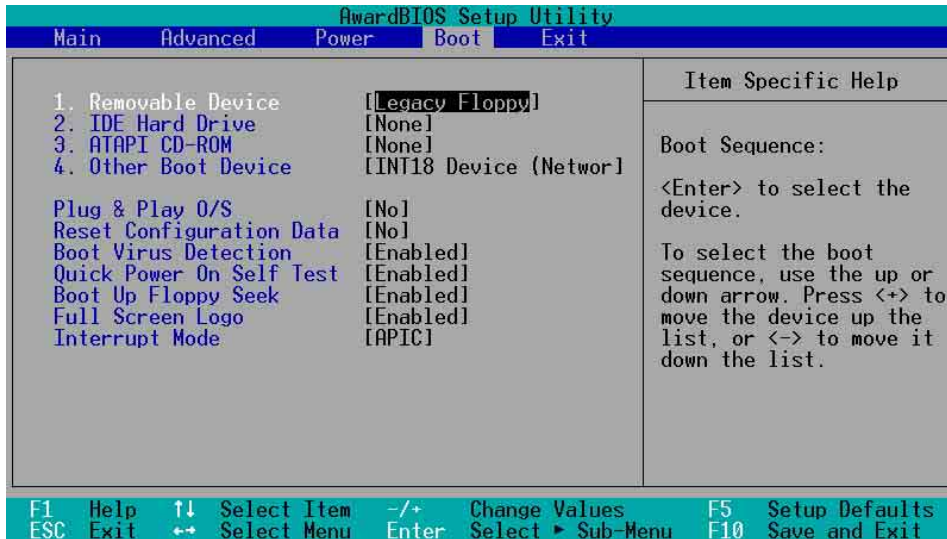 AwardBIOS Setup Utility
Main Advanced Power Boot Exit
1. Removable Device [Legacy Floppy]
2. IDE Hard Drive [None]
3. ATAPI CD-ROM [None]
4. Other Boot Device [INT18 Device (Networ]
Plug & Play O/S [No]
Reset Configuration Data [No]
Boot Virus Detection [Enabled]
Quick Power On Self Test [Enabled]
Boot Up Floppy Seek [Enabled]
Full Screen Logo [Enabled]
Interrupt Mode [APIC]
Item Specific Help
Boot Sequence:
<Enter> to select the
device.
To select the boot
sequence, use the up or
down arrow. Press <+> to
move the device up the
list, or <-> to move it
down the list.
F1 Help ↑↓ Select Item -/+ Change Values F5 Setup Defaults
ESC Exit ←→ Select Menu Enter Select ► Sub-Menu F10 Save and Exit